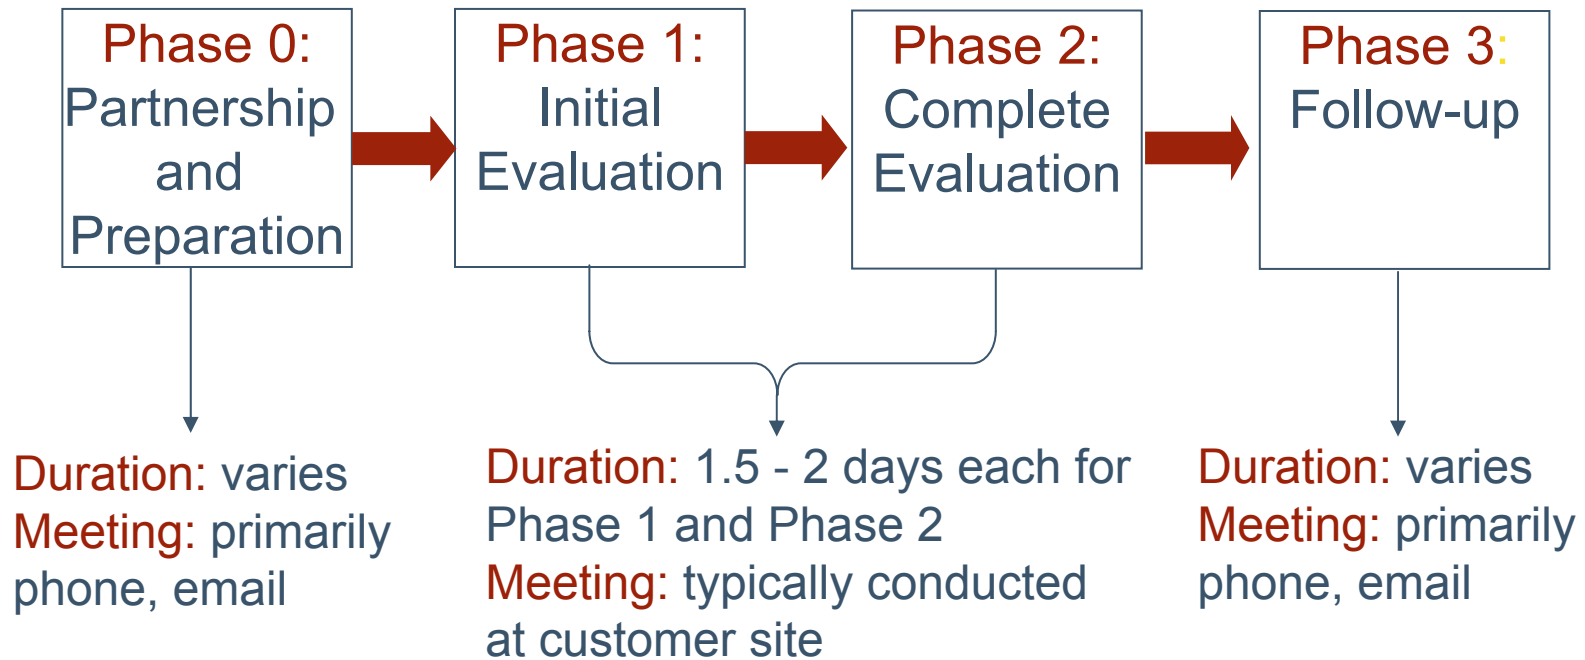 Phase 0:
Partnership
and
Preparation
Phase 1:
Initial
Evaluation
Phase 2:
Complete
Evaluation
Phase 3:
Follow-up
Duration: varies
Meeting: primarily
phone, email
Duration: 1.5 - 2 days each for
Phase 1 and Phase 2
Meeting: typically conducted
at customer site
Duration: varies
Meeting: primarily
phone, email